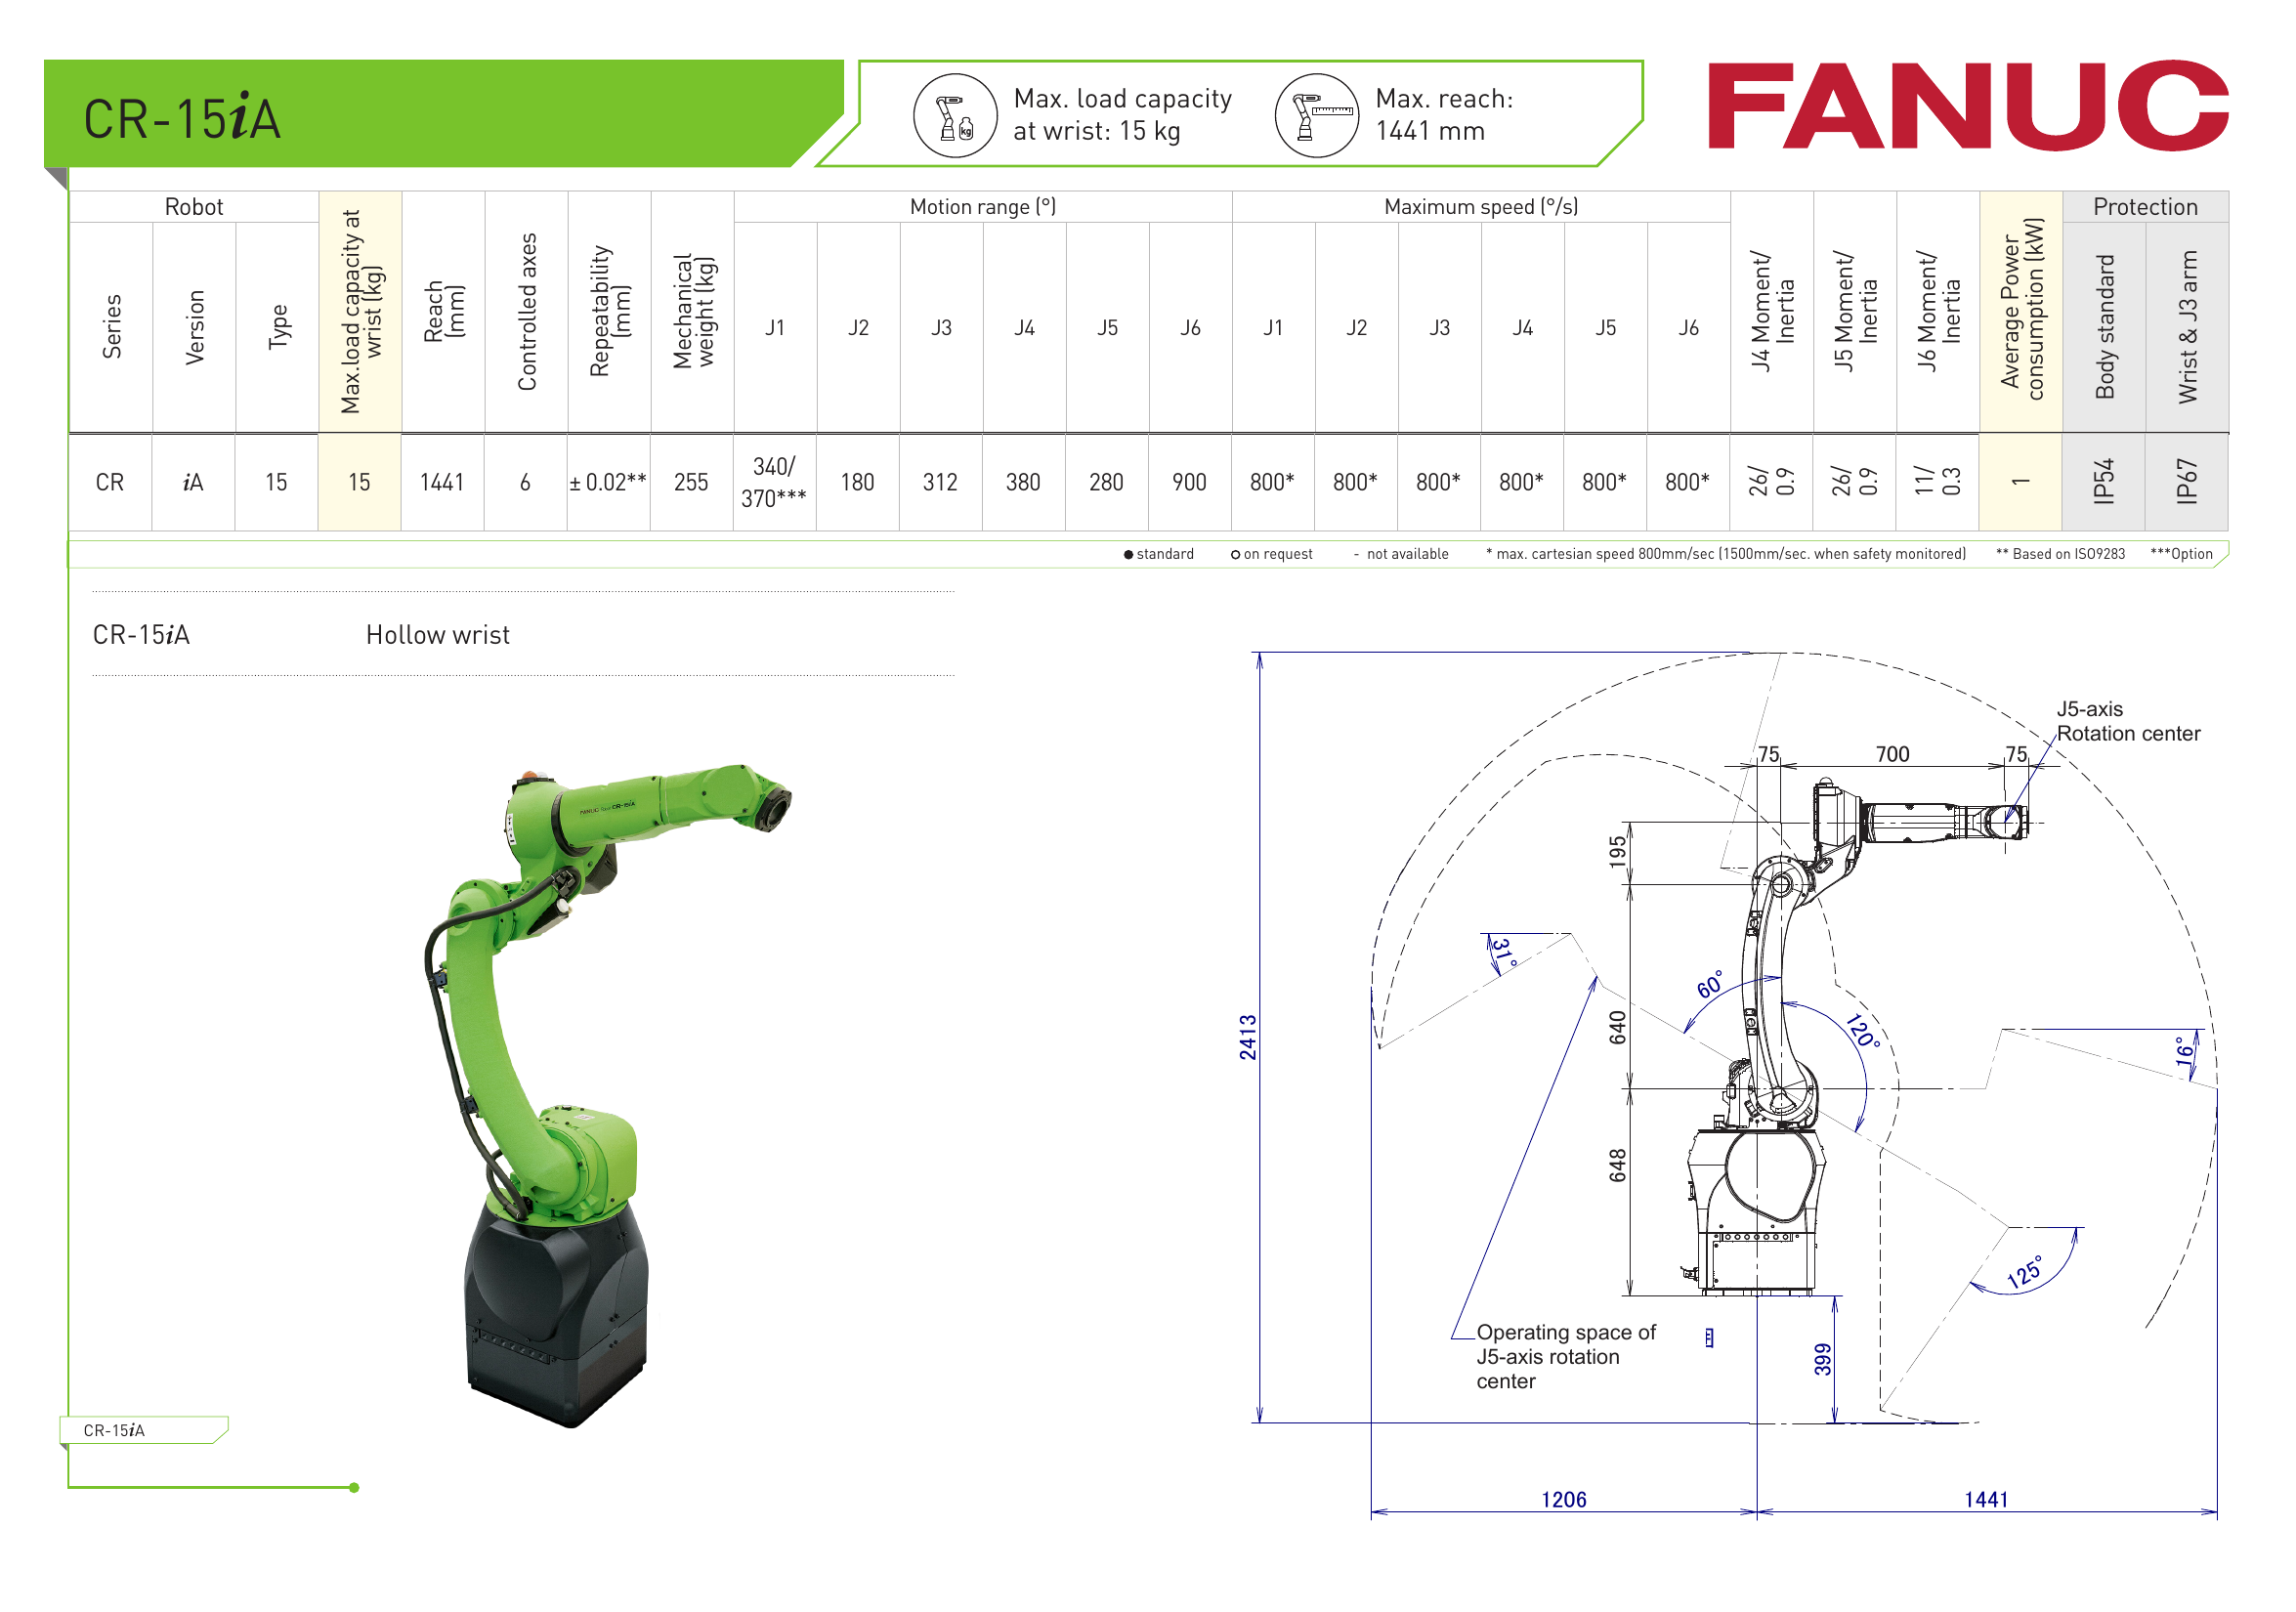 CR-15iA
Max. load capacity
at wrist: 15 kg
Max. reach:
1441 mm
FANUC
kg
Robot
Motion range (°)
Maximum speed (°/s)
Protection
Series
Version
Type
Max.load capacity at
wrist (kg)
Reach
(mm)
Controlled axes
Repeatability
(mm)
Mechanical
weight (kg)
J1
J2
J3
J4
J5
J6
J1
J2
J3
J4
J5
J6
J4 Moment/
Inertia
J5 Moment/
Inertia
J6 Moment/
Inertia
Average Power
consumption (kW)
Body standard
Wrist & J3 arm
CR
iA
15
15
1441
6
± 0.02**
255
340/
370***
180
312
380
280
900
800*
800*
800*
800*
800*
800*
26/
0.9
26/
0.9
11/
0.3
1
IP54
IP67
● standard ○ on request - not available * max. cartesian speed 800mm/sec (1500mm/sec. when safety monitored) ** Based on ISO9283 ***Option
CR-15iA Hollow wrist
FANUC Robot CR-15iA
J5-axis
Rotation center
75
700
75
195
31°
60°
120°
640
2413
16°
648
125°
Operating space of
J5-axis rotation
center
399
1206
1441
CR-15iA